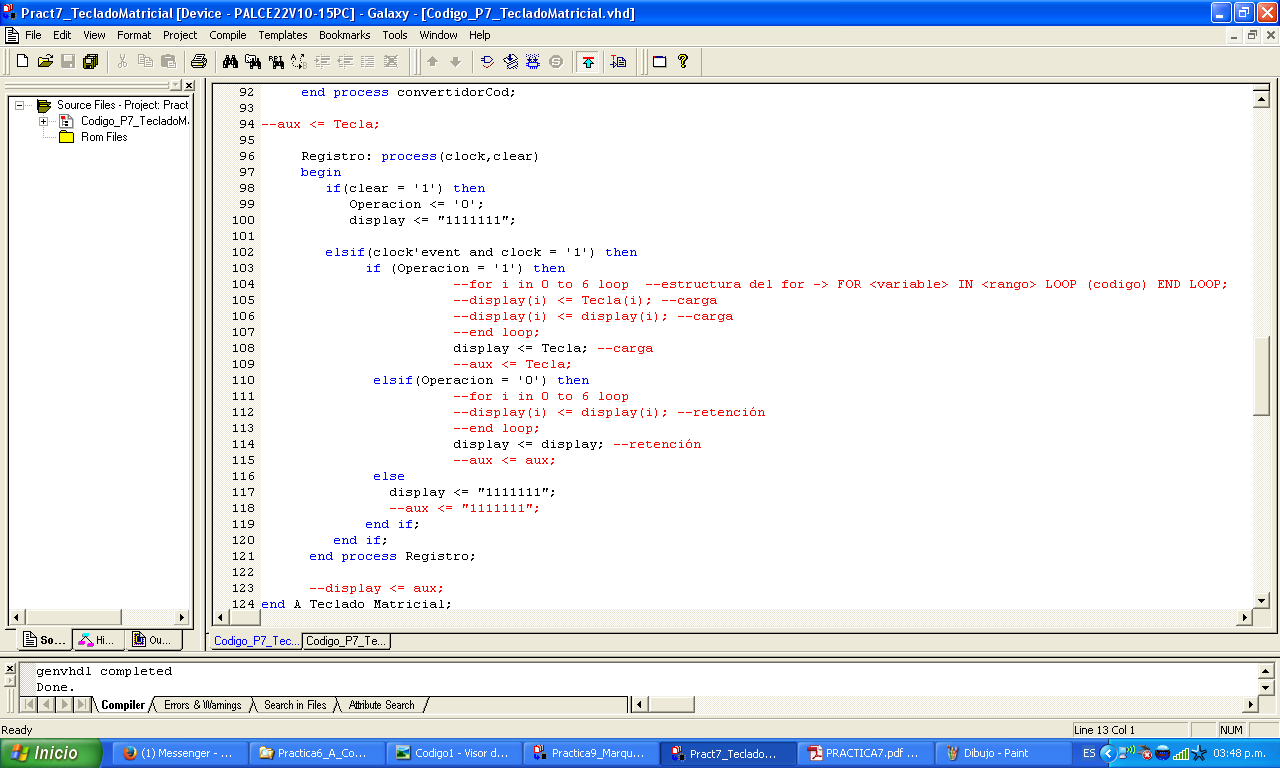 Pract7_TecladoMatricial [Device - PALCE22V10-15PC] - Galaxy - [Codigo_P7_TecladoMatricial.vhd]
File Edit View Format Project Compile Templates Bookmarks Tools Window Help
Source Files - Project: Pract
Codigo_P7_TecladoM
Rom Files
92 end process convertidorCod;
93
94 --aux <= Tecla;
95
96 Registro: process(clock,clear)
97 begin
98 if(clear = '1') then
99 Operacion <= '0';
100 display <= "1111111";
101
102 elsif(clock'event and clock = '1') then
103 if (Operacion = '1') then
104 --for i in 0 to 6 loop --estructura del for -> FOR <variable> IN <rango> LOOP (codigo) END LOOP;
105 --display(i) <= Tecla(i); --carga
106 --display(i) <= display(i); --carga
107 --end loop;
108 display <= Tecla; --carga
109 --aux <= Tecla;
110 elsif(Operacion = '0') then
111 --for i in 0 to 6 loop
112 --display(i) <= display(i); --retención
113 --end loop;
114 display <= display; --retención
115 --aux <= aux;
116 else
117 display <= "1111111";
118 --aux <= "1111111";
119 end if;
120 end if;
121 end process Registro;
122
123 --display <= aux;
124 end A_Teclado_Matricial;
So... Hi... Ou...
Codigo_P7_Tec... Codigo_P7_Te...
genvhdl completed
Done.
Compiler Errors & Warnings Search in Files Attribute Search
Ready Line 13 Col 1 NUM
Inicio (1) Messenger - ... Practica6_A_Co... Codigo1 - Visor d... Practica9_Marqu... Pract7_Teclado... PRACTICA7.pdf ... Dibujo - Paint ES 03:48 p.m.